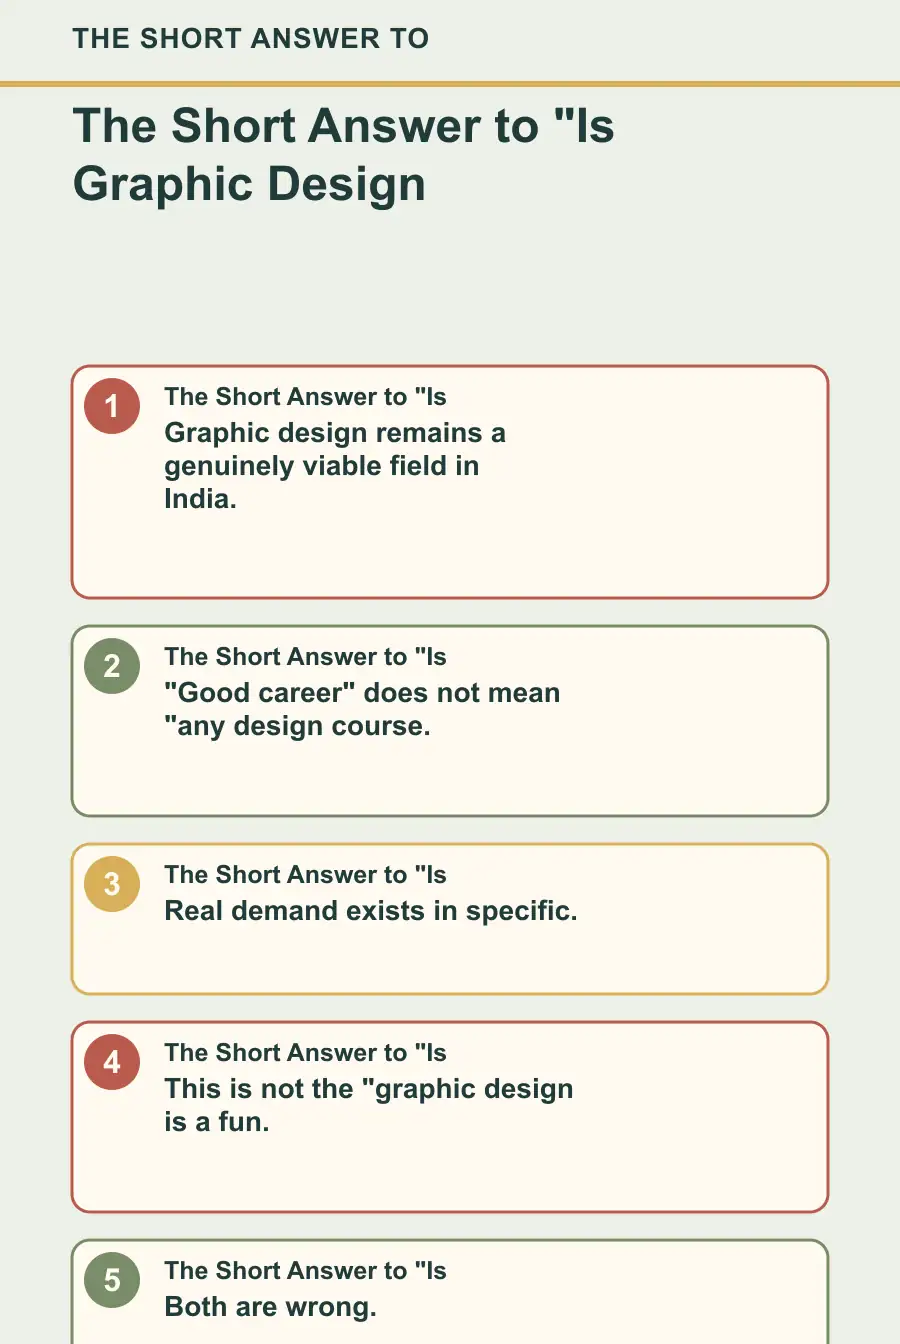 THE SHORT ANSWER TO
The Short Answer to "Is
Graphic Design
1
The Short Answer to "Is
Graphic design remains a
genuinely viable field in
India.
2
The Short Answer to "Is
"Good career" does not mean
"any design course.
3
The Short Answer to "Is
Real demand exists in specific.
4
The Short Answer to "Is
This is not the "graphic design
is a fun.
5
The Short Answer to "Is
Both are wrong.